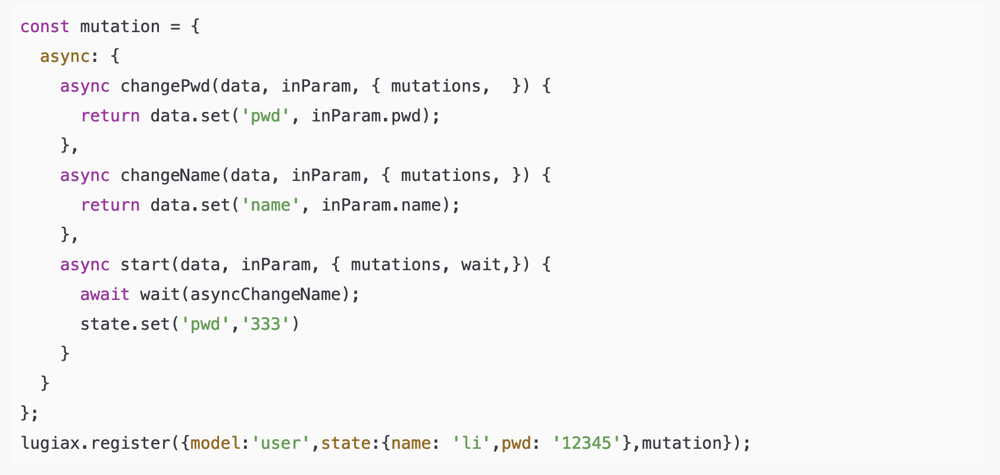 const mutation = {
  async: {
    async changePwd(data, inParam, { mutations,  }) {
      return data.set('pwd', inParam.pwd);
    },
    async changeName(data, inParam, { mutations, }) {
      return data.set('name', inParam.name);
    },
    async start(data, inParam, { mutations, wait,}) {
      await wait(asyncChangeName);
      state.set('pwd','333')
    }
  }
};
lugiax.register({model:'user',state:{name: 'li',pwd: '12345'},mutation});